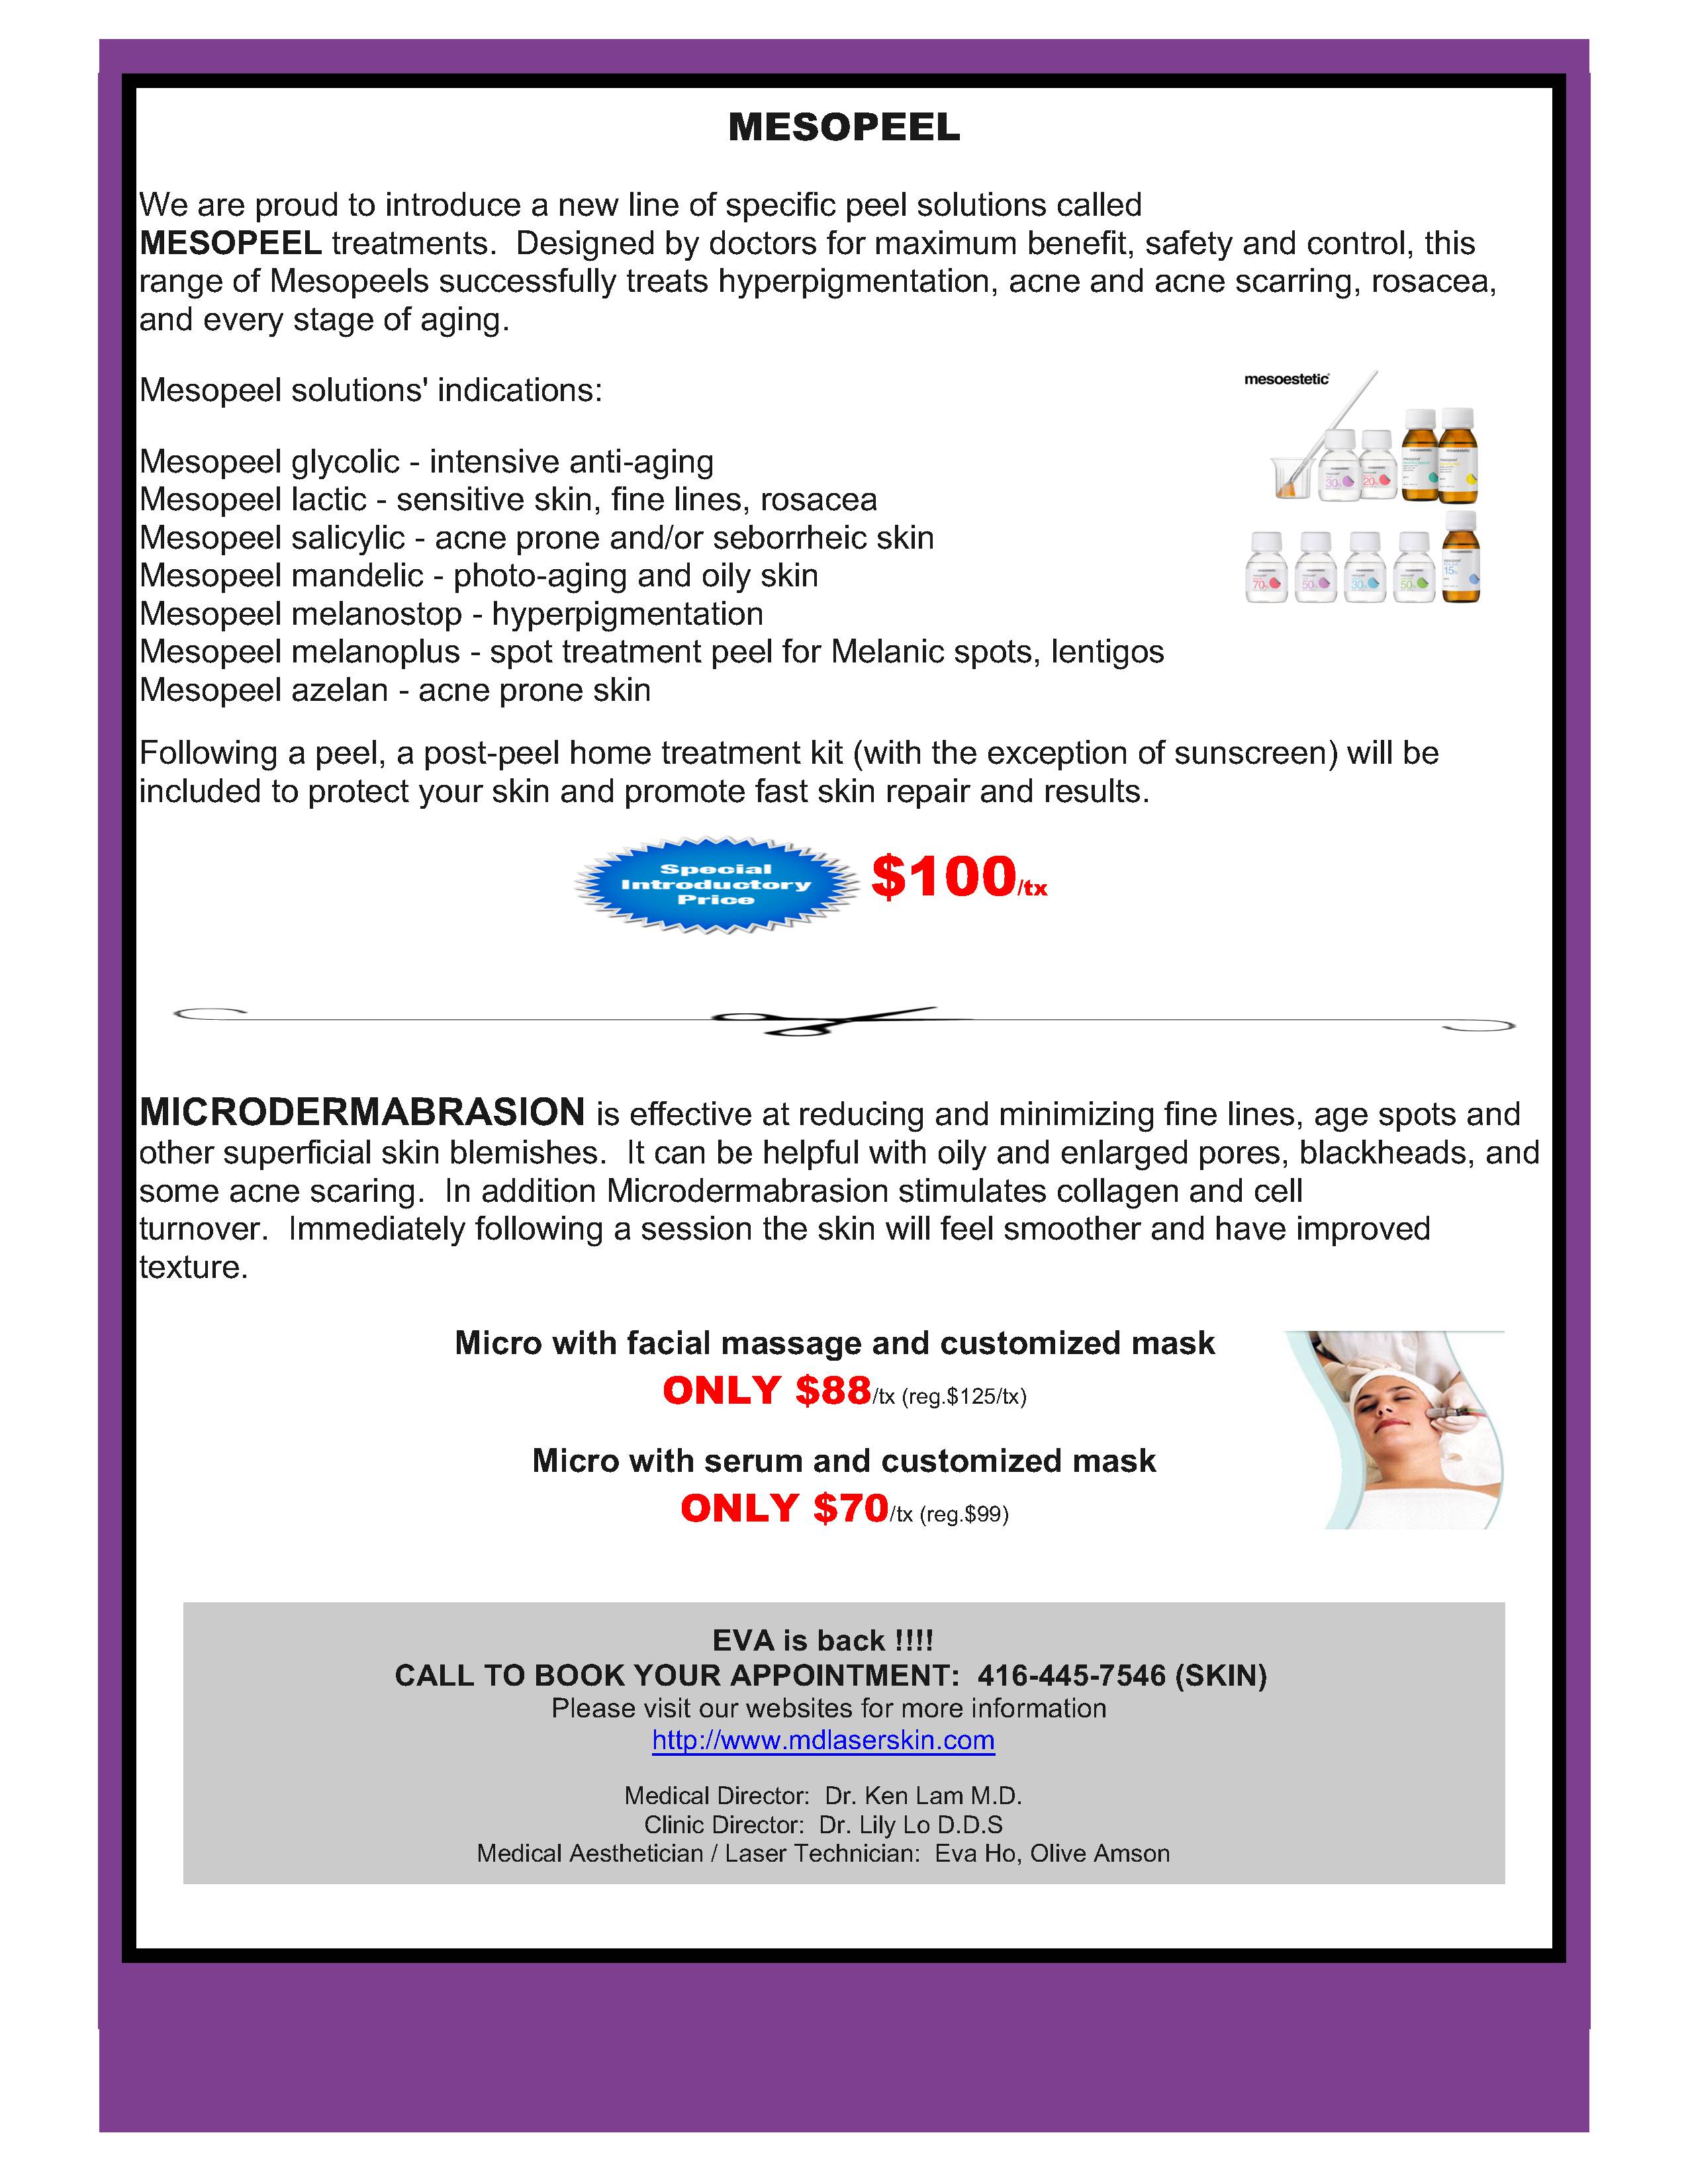 MESOPEEL
We are proud to introduce a new line of specific peel solutions called
MESOPEEL treatments.  Designed by doctors for maximum benefit, safety and control, this
range of Mesopeels successfully treats hyperpigmentation, acne and acne scarring, rosacea,
and every stage of aging.
Mesopeel solutions' indications:
mesoestetic
Mesopeel glycolic - intensive anti-aging
Mesopeel lactic - sensitive skin, fine lines, rosacea
Mesopeel salicylic - acne prone and/or seborrheic skin
Mesopeel mandelic - photo-aging and oily skin
Mesopeel melanostop - hyperpigmentation
Mesopeel melanoplus - spot treatment peel for Melanic spots, lentigos
Mesopeel azelan - acne prone skin
30%
20%
70%
50%
30%
50%
15%
Following a peel, a post-peel home treatment kit (with the exception of sunscreen) will be
included to protect your skin and promote fast skin repair and results.
Special
Introductory
Price
$100/tx
MICRODERMABRASION is effective at reducing and minimizing fine lines, age spots and
other superficial skin blemishes.  It can be helpful with oily and enlarged pores, blackheads, and
some acne scaring.  In addition Microdermabrasion stimulates collagen and cell
turnover.  Immediately following a session the skin will feel smoother and have improved
texture.
Micro with facial massage and customized mask
ONLY $88/tx (reg.$125/tx)
Micro with serum and customized mask
ONLY $70/tx (reg.$99)
EVA is back !!!!
CALL TO BOOK YOUR APPOINTMENT:  416-445-7546 (SKIN)
Please visit our websites for more information
http://www.mdlaserskin.com
Medical Director:  Dr. Ken Lam M.D.
Clinic Director:  Dr. Lily Lo D.D.S
Medical Aesthetician / Laser Technician:  Eva Ho, Olive Amson